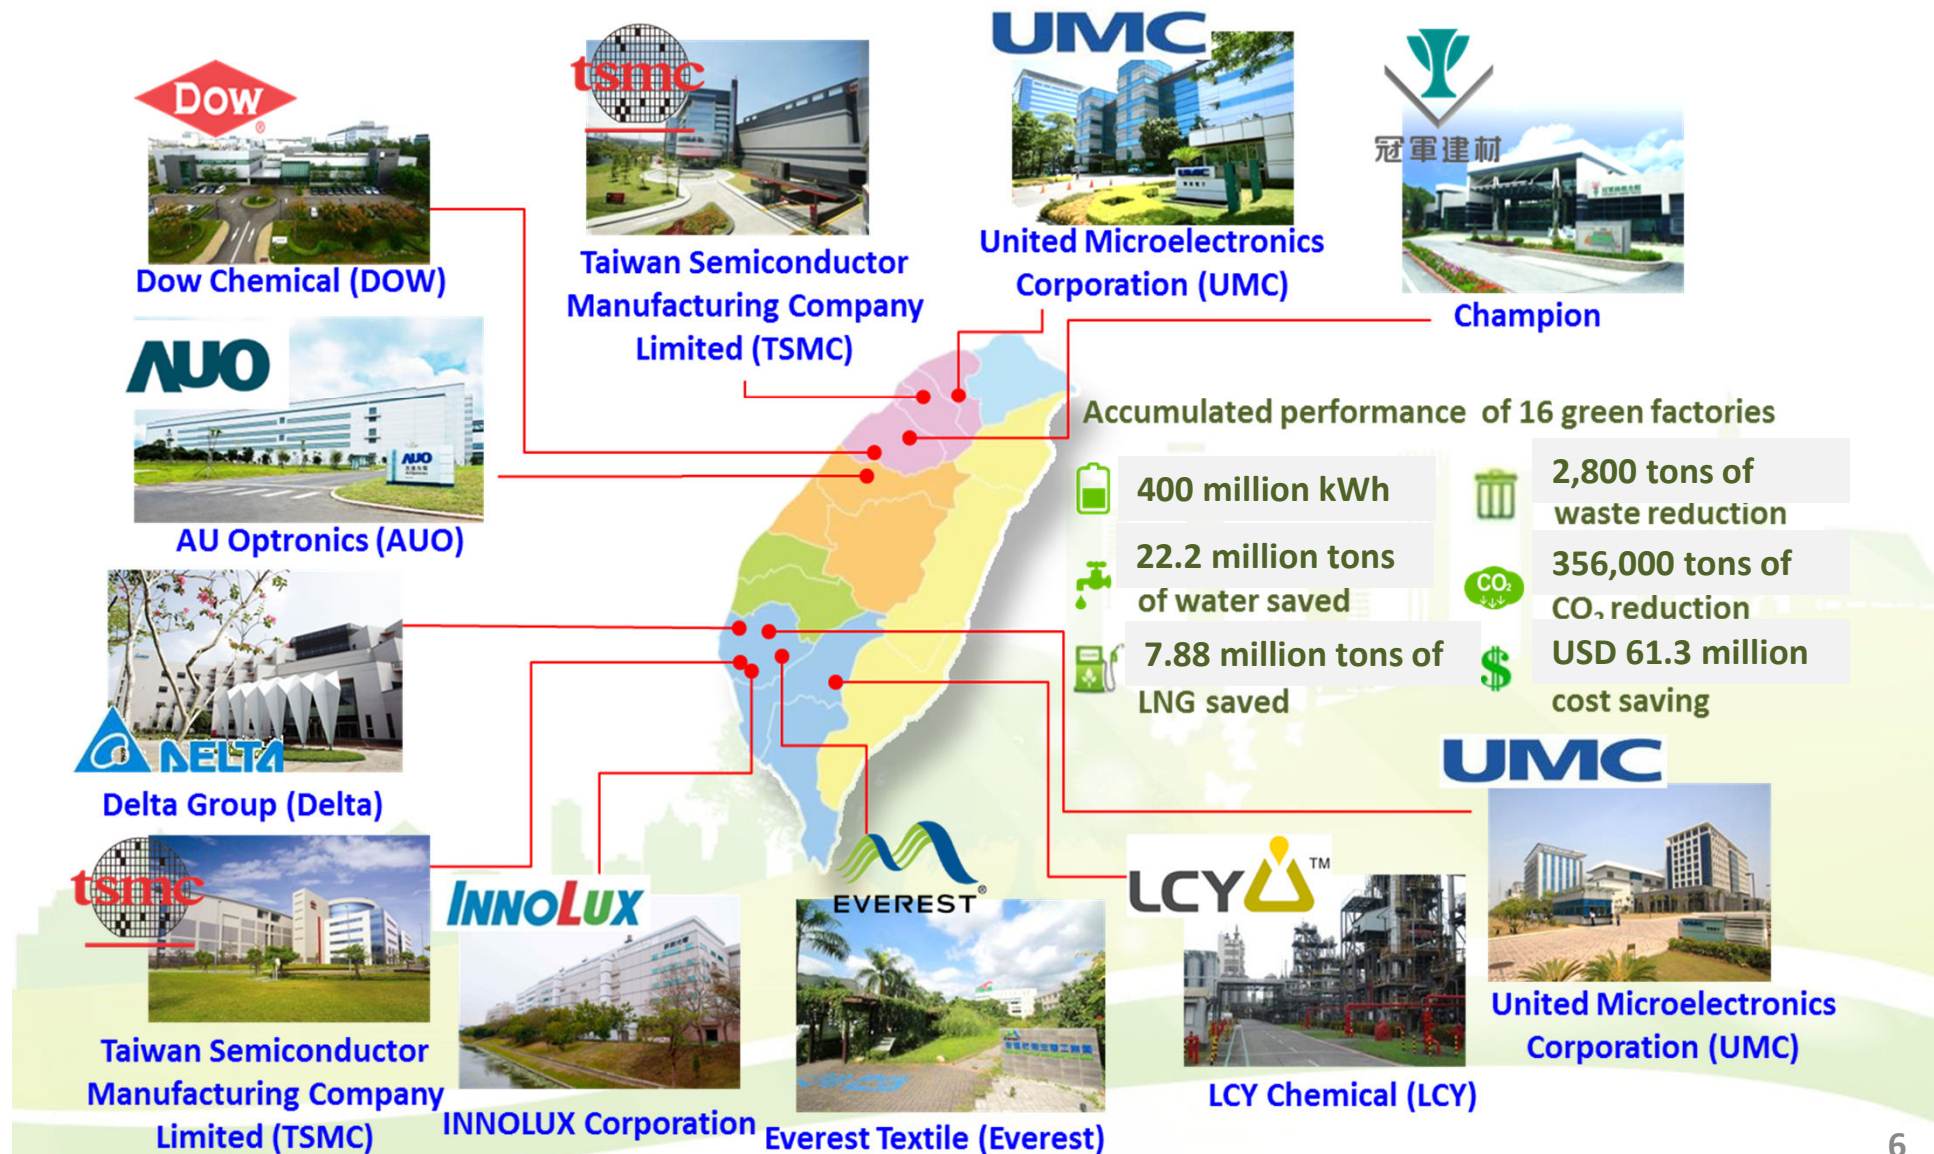 DOW
Dow Chemical (DOW)
tsmc
Taiwan Semiconductor
Manufacturing Company
Limited (TSMC)
UMC
UMC
United Microelectronics
Corporation (UMC)
冠軍建材
Champion
AUO
AUO
AU Optronics (AUO)
Accumulated performance of 16 green factories
400 million kWh
2,800 tons of
waste reduction
22.2 million tons
of water saved
CO₂
356,000 tons of
CO₂ reduction
7.88 million tons of
LNG saved
$
USD 61.3 million
cost saving
DELTA
Delta Group (Delta)
tsmc
Taiwan Semiconductor
Manufacturing Company
Limited (TSMC)
INNOLUX
INNOLUX Corporation
EVEREST®
Everest Textile (Everest)
LCY™
LCY Chemical (LCY)
UMC
United Microelectronics
Corporation (UMC)
6